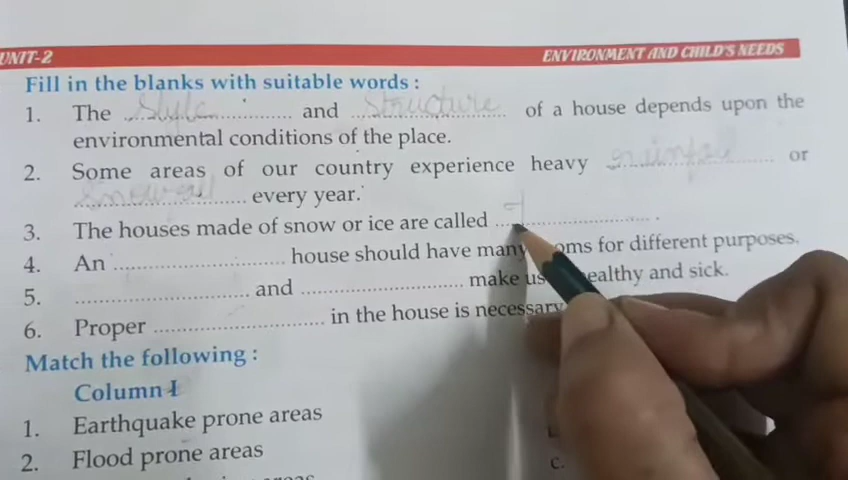 UNIT-2
ENVIRONMENT AND CHILD'S NEEDS
Fill in the blanks with suitable words :
1. The Style and Structure of a house depends upon the
environmental conditions of the place.
2. Some areas of our country experience heavy or
Snowfall every year.
3. The houses made of snow or ice are called
4. An house should have many for different purposes.
5. and make us and sick.
6. Proper in the house is necessary
Match the following :
Column I
1. Earthquake prone areas
2. Flood prone areas
c.